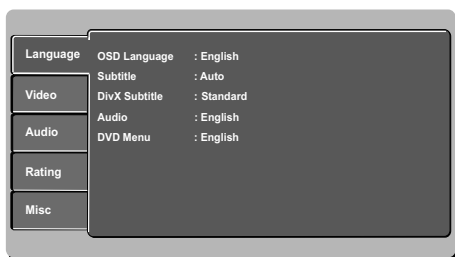 Language
Video
Audio
Rating
Misc
OSD Language : English
Subtitle : Auto
DivX Subtitle : Standard
Audio : English
DVD Menu : English